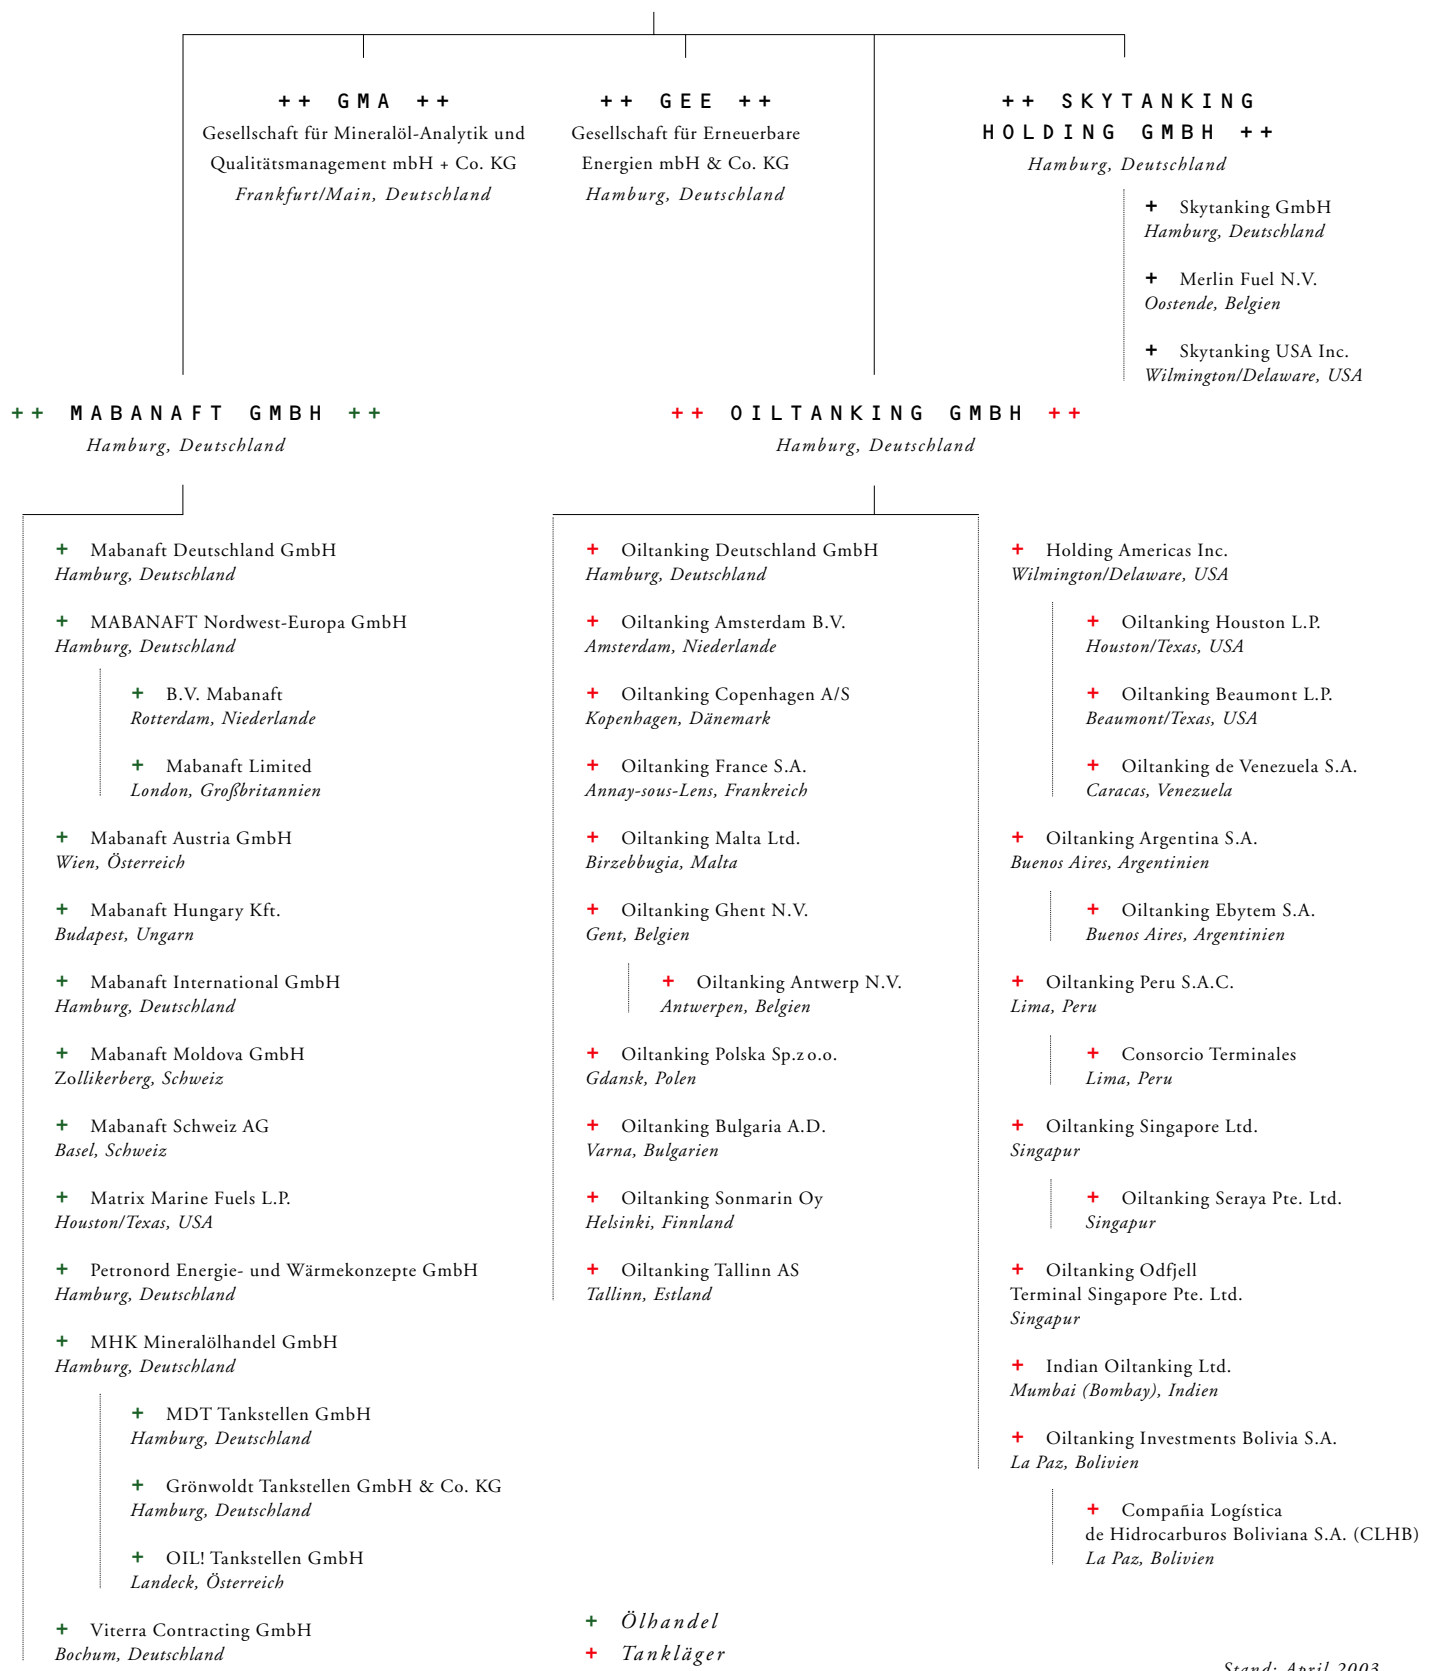 ++ GMA ++
Gesellschaft für Mineralöl-Analytik und
Qualitätsmanagement mbH + Co. KG
Frankfurt/Main, Deutschland
++ GEE ++
Gesellschaft für Erneuerbare
Energien mbH & Co. KG
Hamburg, Deutschland
++ SKYTANKING
HOLDING GMBH ++
Hamburg, Deutschland
+ Skytanking GmbH
Hamburg, Deutschland
+ Merlin Fuel N.V.
Oostende, Belgien
+ Skytanking USA Inc.
Wilmington/Delaware, USA
++ MABANAFT GMBH ++
Hamburg, Deutschland
+ Mabanaft Deutschland GmbH
Hamburg, Deutschland
+ MABANAFT Nordwest-Europa GmbH
Hamburg, Deutschland
+ B.V. Mabanaft
Rotterdam, Niederlande
+ Mabanaft Limited
London, Großbritannien
+ Mabanaft Austria GmbH
Wien, Österreich
+ Mabanaft Hungary Kft.
Budapest, Ungarn
+ Mabanaft International GmbH
Hamburg, Deutschland
+ Mabanaft Moldova GmbH
Zollikerberg, Schweiz
+ Mabanaft Schweiz AG
Basel, Schweiz
+ Matrix Marine Fuels L.P.
Houston/Texas, USA
+ Petronord Energie- und Wärmekonzepte GmbH
Hamburg, Deutschland
+ MHK Mineralölhandel GmbH
Hamburg, Deutschland
+ MDT Tankstellen GmbH
Hamburg, Deutschland
+ Grönwoldt Tankstellen GmbH & Co. KG
Hamburg, Deutschland
+ OIL! Tankstellen GmbH
Landeck, Österreich
+ Viterra Contracting GmbH
Bochum, Deutschland
++ OILTANKING GMBH ++
Hamburg, Deutschland
+ Oiltanking Deutschland GmbH
Hamburg, Deutschland
+ Oiltanking Amsterdam B.V.
Amsterdam, Niederlande
+ Oiltanking Copenhagen A/S
Kopenhagen, Dänemark
+ Oiltanking France S.A.
Annay-sous-Lens, Frankreich
+ Oiltanking Malta Ltd.
Birzebbugia, Malta
+ Oiltanking Ghent N.V.
Gent, Belgien
+ Oiltanking Antwerp N.V.
Antwerpen, Belgien
+ Oiltanking Polska Sp.z o.o.
Gdansk, Polen
+ Oiltanking Bulgaria A.D.
Varna, Bulgarien
+ Oiltanking Sonmarin Oy
Helsinki, Finnland
+ Oiltanking Tallinn AS
Tallinn, Estland
+ Holding Americas Inc.
Wilmington/Delaware, USA
+ Oiltanking Houston L.P.
Houston/Texas, USA
+ Oiltanking Beaumont L.P.
Beaumont/Texas, USA
+ Oiltanking de Venezuela S.A.
Caracas, Venezuela
+ Oiltanking Argentina S.A.
Buenos Aires, Argentinien
+ Oiltanking Ebytem S.A.
Buenos Aires, Argentinien
+ Oiltanking Peru S.A.C.
Lima, Peru
+ Consorcio Terminales
Lima, Peru
+ Oiltanking Singapore Ltd.
Singapur
+ Oiltanking Seraya Pte. Ltd.
Singapur
+ Oiltanking Odfjell
Terminal Singapore Pte. Ltd.
Singapur
+ Indian Oiltanking Ltd.
Mumbai (Bombay), Indien
+ Oiltanking Investments Bolivia S.A.
La Paz, Bolivien
+ Compañia Logística
de Hidrocarburos Boliviana S.A. (CLHB)
La Paz, Bolivien
+ Ölhandel
+ Tankläger
Stand: April 2003